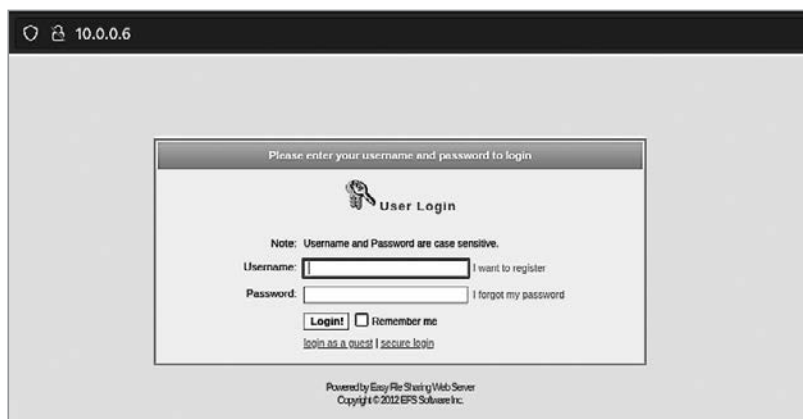 10.0.0.6
Please enter your username and password to login
User Login
Note: Username and Password are case sensitive.
Username: I want to register
Password: I forgot my password
Login! Remember me
login as a guest | secure login
Powered by Easy File Sharing Web Server
Copyright © 2012 EFS Software Inc.